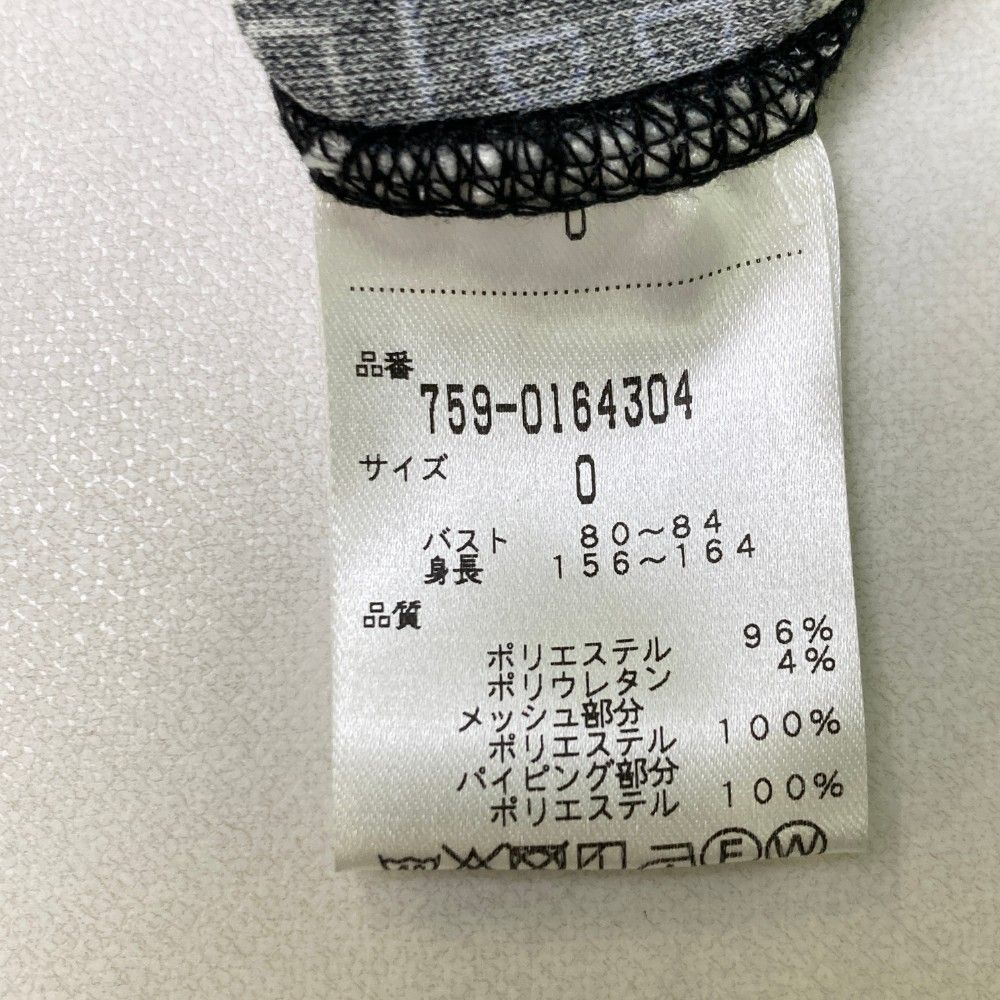 0
品番
759-0164304
サイズ 0
バスト 80～84
身長 156～164
品質
ポリエステル 96%
ポリウレタン 4%
メッシュ部分
ポリエステル 100%
パイピング部分
ポリエステル 100%
F W